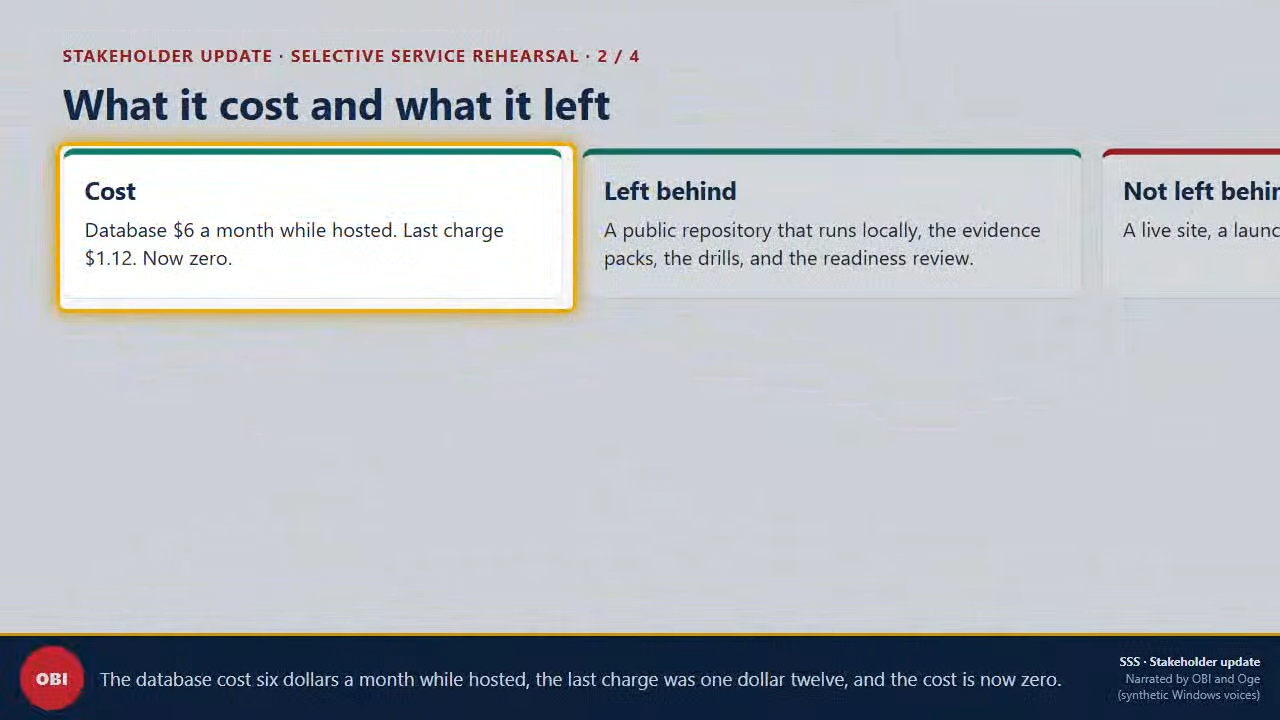 STAKEHOLDER UPDATE · SELECTIVE SERVICE REHEARSAL · 2 / 4
What it cost and what it left
Cost
Database $6 a month while hosted. Last charge
$1.12. Now zero.
Left behind
A public repository that runs locally, the evidence
packs, the drills, and the readiness review.
Not left behin
A live site, a launc
OBI
The database cost six dollars a month while hosted, the last charge was one dollar twelve, and the cost is now zero.
SSS · Stakeholder update
Narrated by OBI and Oge
(synthetic Windows voices)